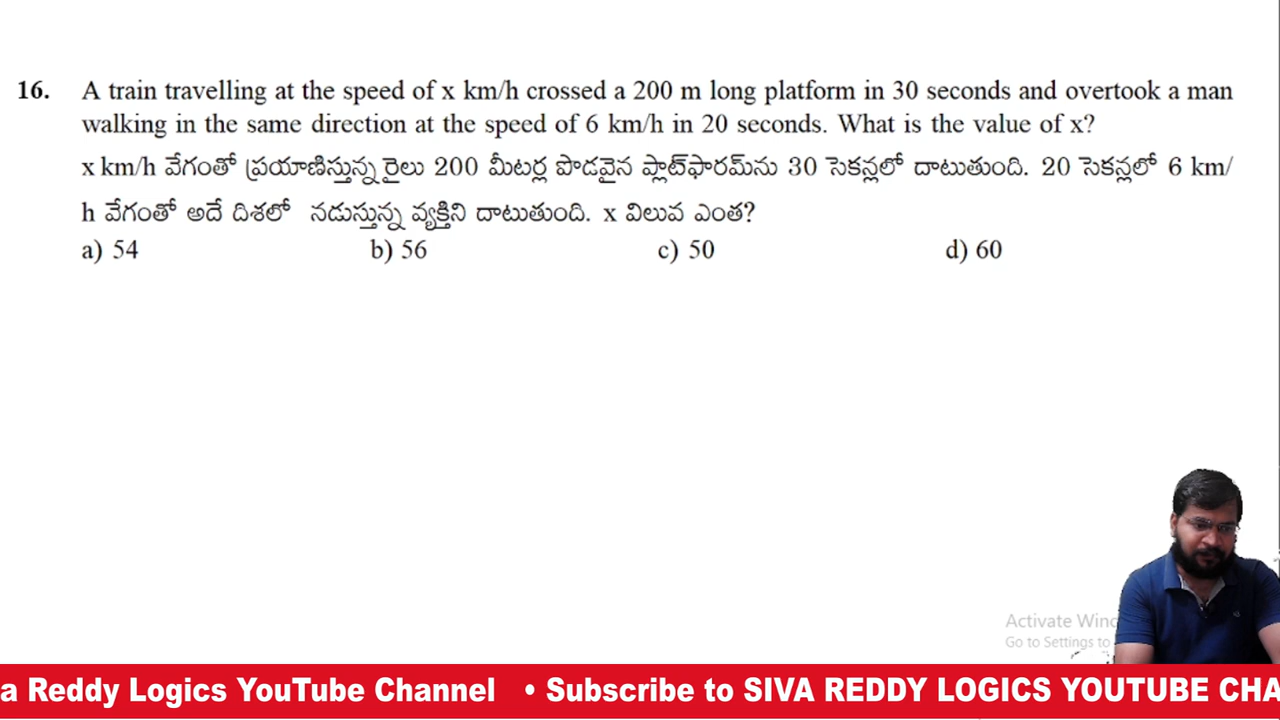 16. A train travelling at the speed of x km/h crossed a 200 m long platform in 30 seconds and overtook a man
walking in the same direction at the speed of 6 km/h in 20 seconds. What is the value of x?
x km/h వేగంతో ప్రయాణిస్తున్న రైలు 200 మీటర్ల పొడవైన ప్లాట్‌ఫారమ్‌ను 30 సెకన్లలో దాటుతుంది. 20 సెకన్లలో 6 km/
h వేగంతో అదే దిశలో నడుస్తున్న వ్యక్తిని దాటుతుంది. x విలువ ఎంత?
a) 54 b) 56 c) 50 d) 60
Activate Wind
Go to Settings to
a Reddy Logics YouTube Channel • Subscribe to SIVA REDDY LOGICS YOUTUBE CHA